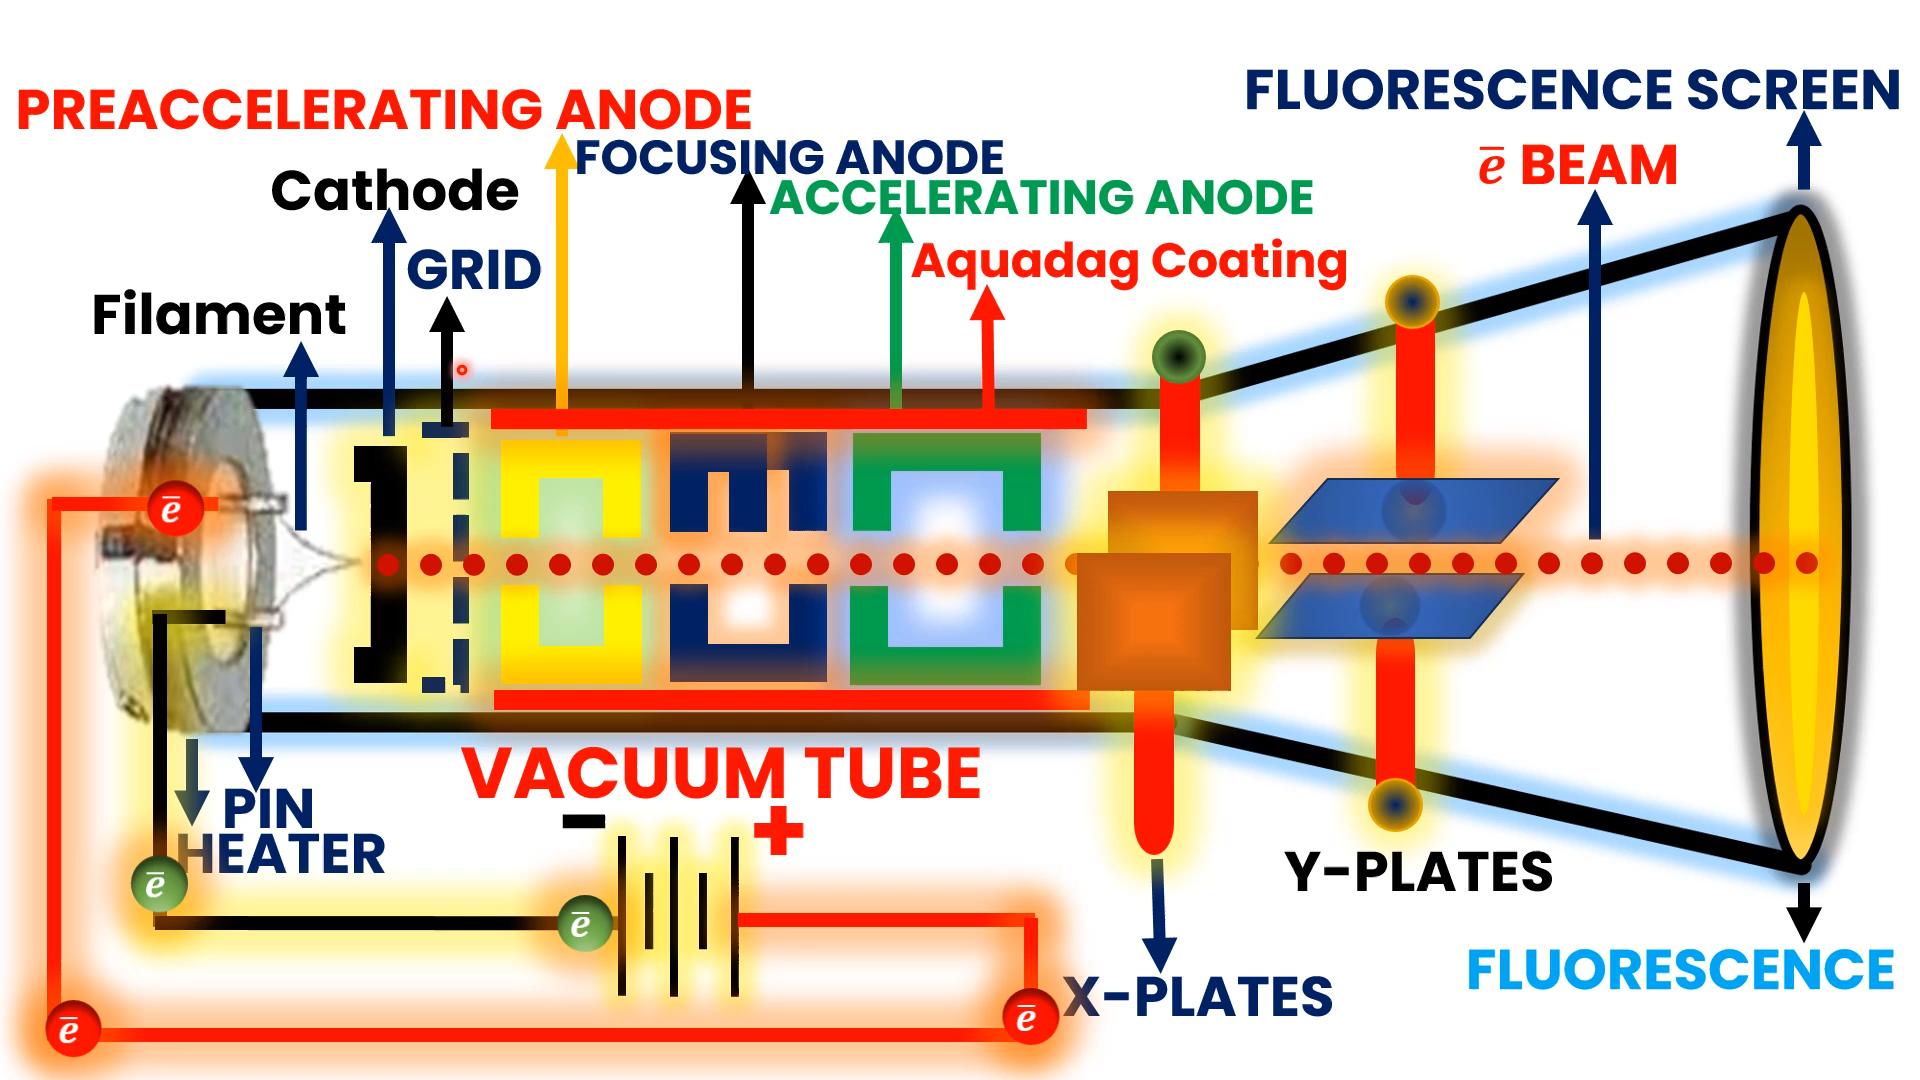 FLUORESCENCE SCREEN
PREACCELERATING ANODE
FOCUSING ANODE
e̅ BEAM
Cathode
ACCELERATING ANODE
GRID
Aquadag Coating
Filament
e̅
VACUUM TUBE
PIN
- +
HEATER
e̅
e̅
Y-PLATES
X-PLATES
FLUORESCENCE
e̅
e̅